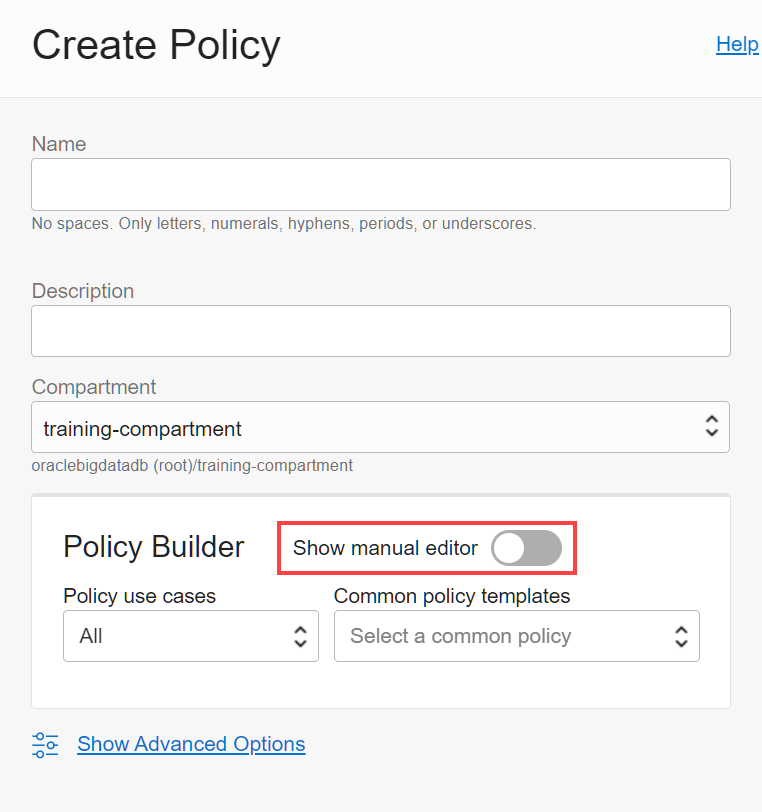 Create Policy
Help
Name
No spaces. Only letters, numerals, hyphens, periods, or underscores.
Description
Compartment
training-compartment
oraclebigdatadb (root)/training-compartment
Policy Builder
Show manual editor
Policy use cases
Common policy templates
All
Select a common policy
Show Advanced Options